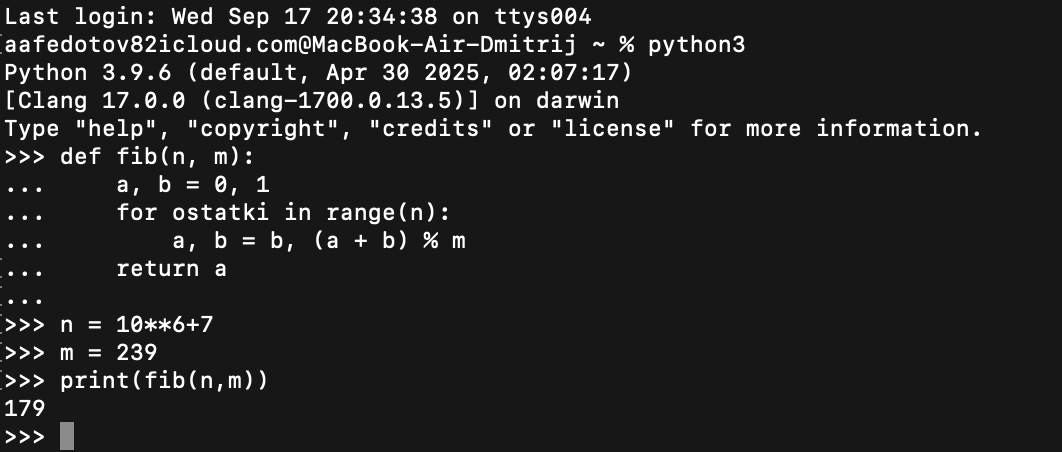 Last login: Wed Sep 17 20:34:38 on ttys004
aafedotov82icloud.com@MacBook-Air-Dmitrij ~ % python3
Python 3.9.6 (default, Apr 30 2025, 02:07:17)
[Clang 17.0.0 (clang-1700.0.13.5)] on darwin
Type "help", "copyright", "credits" or "license" for more information.
>>> def fib(n, m):
...     a, b = 0, 1
...     for ostatki in range(n):
...         a, b = b, (a + b) % m
...     return a
...
>>> n = 10**6+7
>>> m = 239
>>> print(fib(n,m))
179
>>>